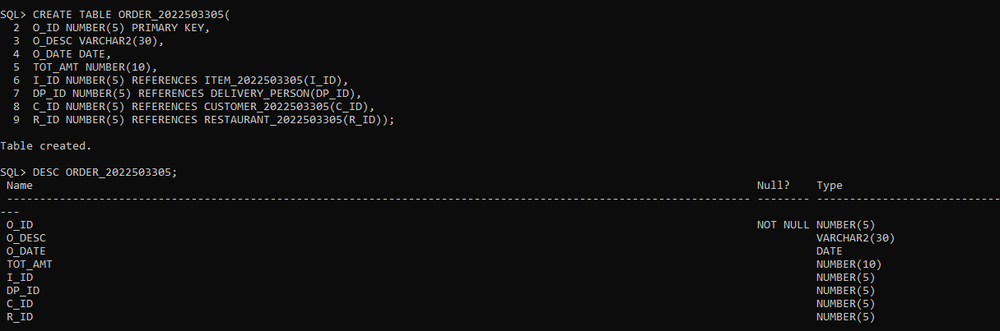 SQL> CREATE TABLE ORDER_2022503305(
  2  O_ID NUMBER(5) PRIMARY KEY,
  3  O_DESC VARCHAR2(30),
  4  O_DATE DATE,
  5  TOT_AMT NUMBER(10),
  6  I_ID NUMBER(5) REFERENCES ITEM_2022503305(I_ID),
  7  DP_ID NUMBER(5) REFERENCES DELIVERY_PERSON(DP_ID),
  8  C_ID NUMBER(5) REFERENCES CUSTOMER_2022503305(C_ID),
  9  R_ID NUMBER(5) REFERENCES RESTAURANT_2022503305(R_ID));
Table created.
SQL> DESC ORDER_2022503305;
 Name                                Null?    Type
 ----------------------------------------------------------------------------------------------------------------- -------- ----------------------------
---
 O_ID                                NOT NULL NUMBER(5)
 O_DESC                                       VARCHAR2(30)
 O_DATE                                       DATE
 TOT_AMT                                      NUMBER(10)
 I_ID                                         NUMBER(5)
 DP_ID                                        NUMBER(5)
 C_ID                                         NUMBER(5)
 R_ID                                         NUMBER(5)